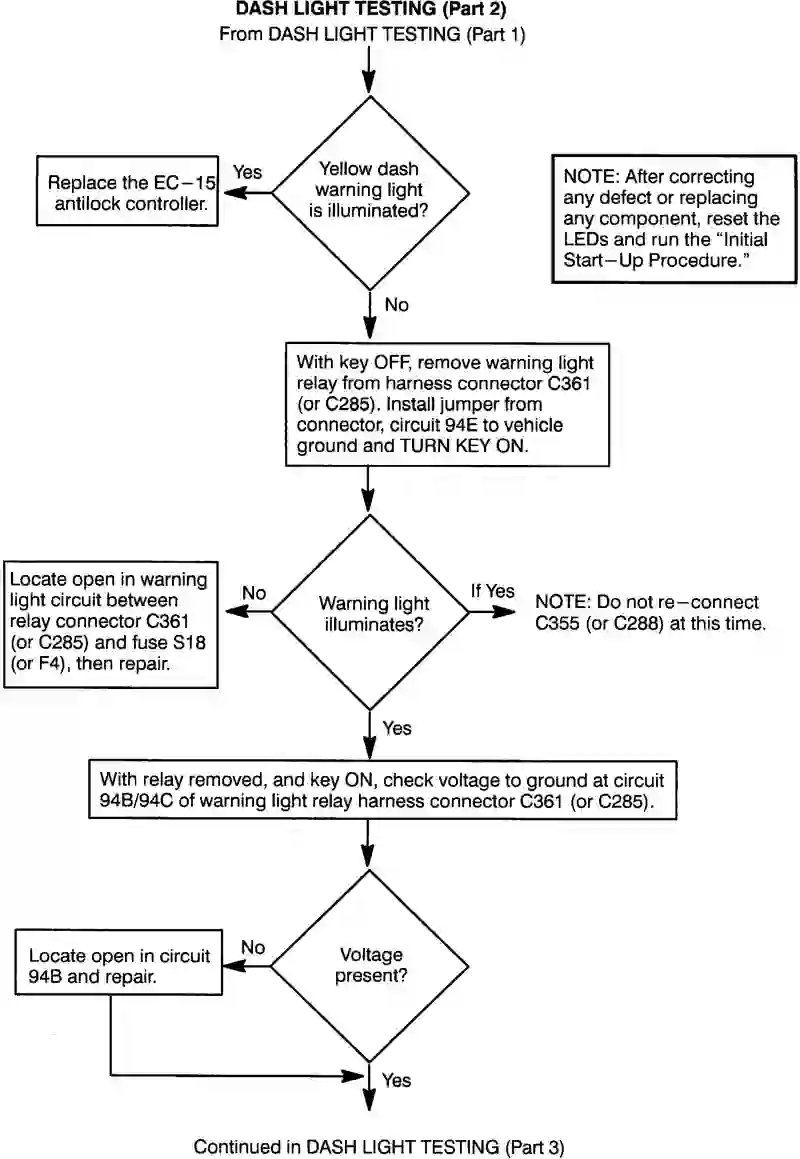 DASH LIGHT TESTING (Part 2)
From DASH LIGHT TESTING (Part 1)
Yellow dash
warning light
is illuminated?
Yes
Replace the EC-15
antilock controller.
NOTE: After correcting
any defect or replacing
any component, reset the
LEDs and run the “Initial
Start-Up Procedure.”
No
With key OFF, remove warning light
relay from harness connector C361
(or C285). Install jumper from
connector, circuit 94E to vehicle
ground and TURN KEY ON.
Warning light
illuminates?
No
Locate open in warning
light circuit between
relay connector C361
(or C285) and fuse S18
(or F4), then repair.
If Yes
NOTE: Do not re-connect
C355 (or C288) at this time.
Yes
With relay removed, and key ON, check voltage to ground at circuit
94B/94C of warning light relay harness connector C361 (or C285).
Voltage
present?
No
Locate open in circuit
94B and repair.
Yes
Continued in DASH LIGHT TESTING (Part 3)